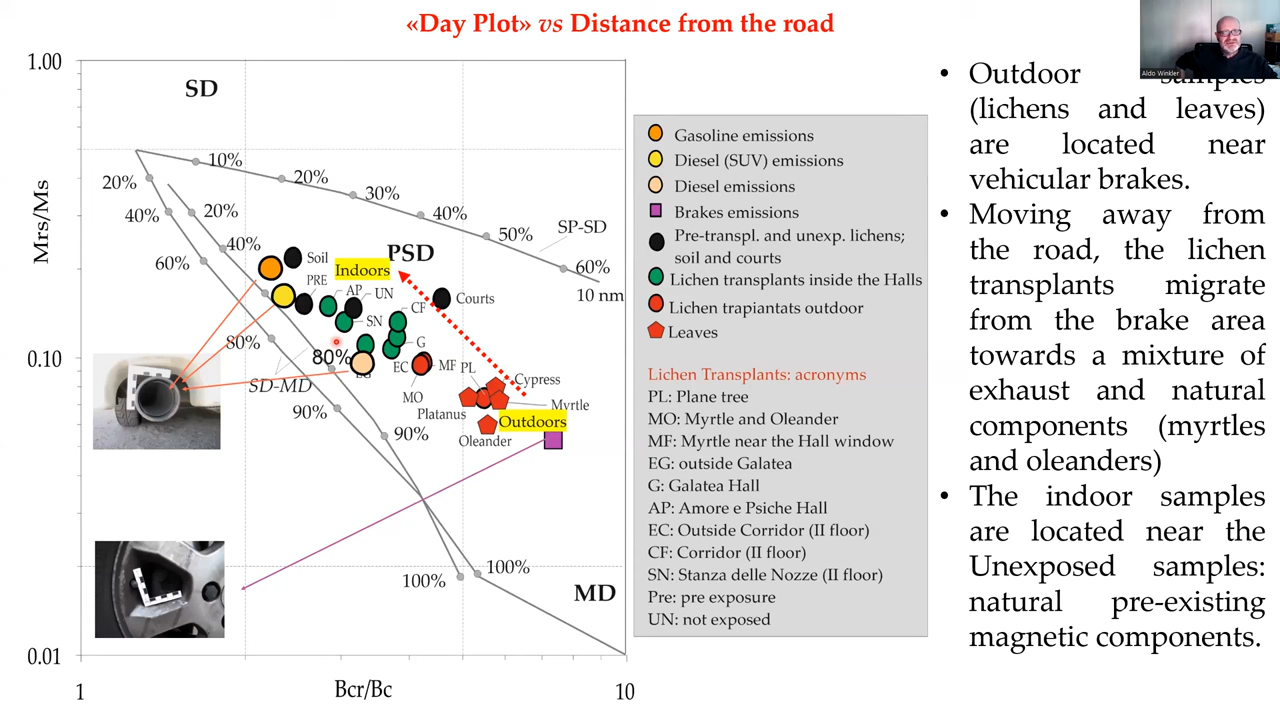 «Day Plot» vs Distance from the road
Aldo Winkler
1.00
0.10
0.01
Mrs/Ms
1
10
Bcr/Bc
SD
PSD
MD
SP-SD
SD-MD
10 nm
10%
20%
30%
40%
50%
60%
20%
40%
60%
80%
90%
100%
20%
40%
80%
90%
100%
Soil
Indoors
PRE
AP
UN
SN
CF
Courts
G
EC
EG
MF
MO
PL
Cypress
Platanus
Myrtle
Oleander
Outdoors
Gasoline emissions
Diesel (SUV) emissions
Diesel emissions
Brakes emissions
Pre-transpl. and unexp. lichens;
soil and courts
Lichen transplants inside the Halls
Lichen trapiantats outdoor
Leaves
Lichen Transplants: acronyms
PL: Plane tree
MO: Myrtle and Oleander
MF: Myrtle near the Hall window
EG: outside Galatea
G: Galatea Hall
AP: Amore e Psiche Hall
EC: Outside Corridor (II floor)
CF: Corridor (II floor)
SN: Stanza delle Nozze (II floor)
Pre: pre exposure
UN: not exposed
• Outdoor samples
(lichens and leaves)
are located near
vehicular brakes.
• Moving away from
the road, the lichen
transplants migrate
from the brake area
towards a mixture of
exhaust and natural
components (myrtles
and oleanders)
• The indoor samples
are located near the
Unexposed samples:
natural pre-existing
magnetic components.